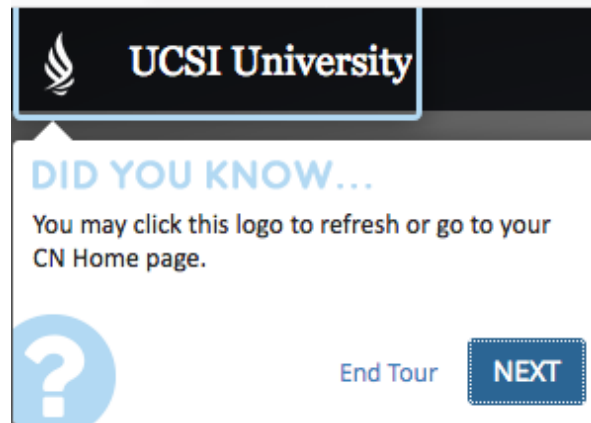 UCSI University
DID YOU KNOW...
You may click this logo to refresh or go to your
CN Home page.
?
End Tour
NEXT